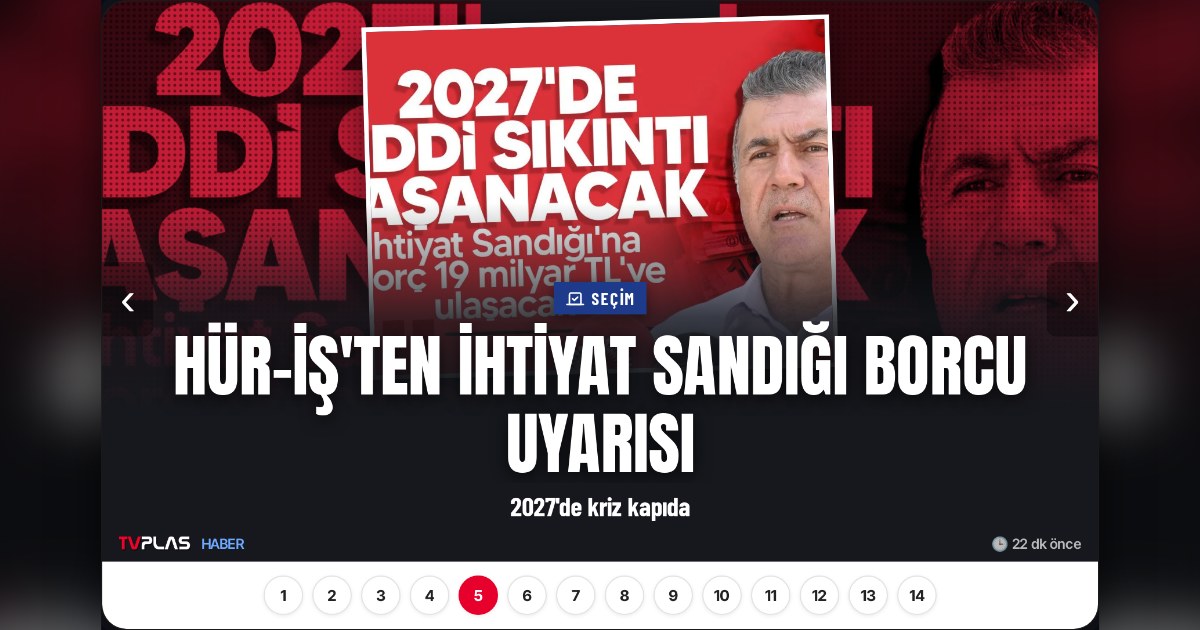 2027'DE
DDİ SIKINTI
AŞANACAK
htiyat Sandığı'na
orç 19 milyar TL'ye
ulaşaca
SEÇİM
HÜR-İŞ'TEN İHTİYAT SANDIĞI BORCU
UYARISI
2027'de kriz kapıda
TVPLAS HABER
22 dk önce
1 2 3 4 5 6 7 8 9 10 11 12 13 14